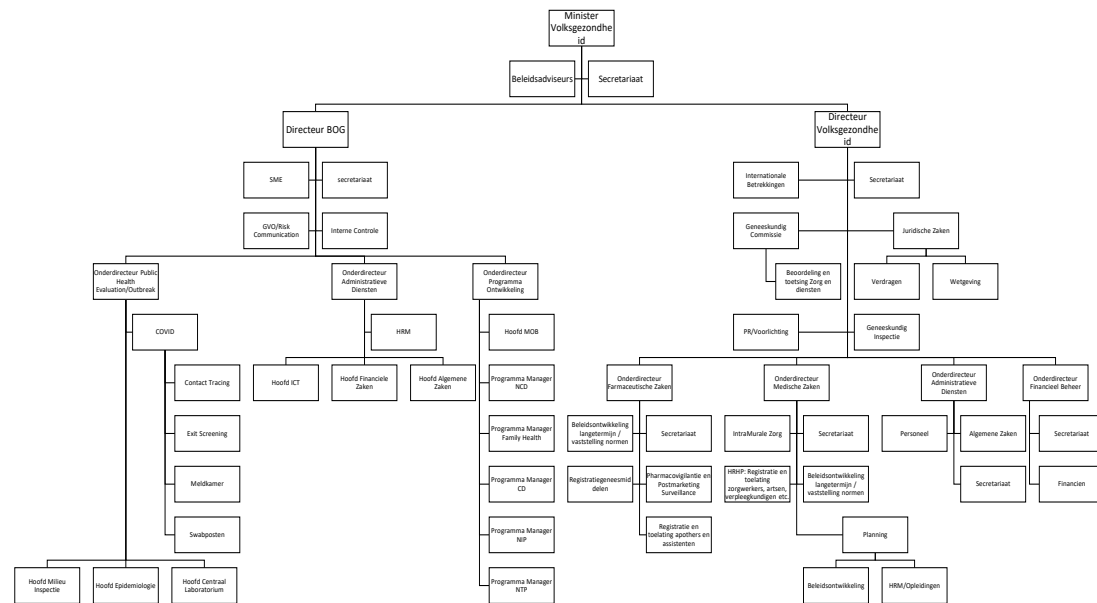 Minister
Volksgezondhe
id
Beleidsadviseurs
Secretariaat
Directeur BOG
Directeur
Volksgezondhe
id
SME
secretariaat
GVO/Risk
Communication
Interne Controle
Internationale
Betrekkingen
Secretariaat
Geneeskundig
Commissie
Juridische Zaken
Beoordeling en
toetsing Zorg en
diensten
Verdragen
Wetgeving
PR/Voorlichting
Geneeskundig
Inspectie
Onderdirecteur Public
Health
Evaluation/Outbreak
Onderdirecteur
Administratieve
Diensten
Onderdirecteur
Programma
Ontwikkeling
COVID
Contact Tracing
Exit Screening
Meldkamer
Swabposten
Hoofd Milieu
Inspectie
Hoofd Epidemiologie
Hoofd Centraal
Laboratorium
HRM
Hoofd ICT
Hoofd Financiele
Zaken
Hoofd Algemene
Zaken
Hoofd MOB
Programma Manager
NCD
Programma Manager
Family Health
Programma Manager
CD
Programma Manager
NIP
Programma Manager
NTP
Onderdirecteur
Farmaceutische Zaken
Onderdirecteur
Medische Zaken
Onderdirecteur
Administratieve
Diensten
Onderdirecteur
Financieel Beheer
Beleidsontwikkeling
langetermijn /
vaststelling normen
Secretariaat
Registratiegeneesmid
delen
Pharmacovigilantie en
Postmarketing
Surveillance
Registratie en
toelating apothers en
assistenten
IntraMurale Zorg
Secretariaat
HRHP: Registratie en
toelating
zorgwerkers, artsen,
verpleegkundigen etc.
Beleidsontwikkeling
langetermijn /
vaststelling normen
Planning
Beleidsontwikkeling
HRM/Opleidingen
Personeel
Algemene Zaken
Secretariaat
Secretariaat
Financien